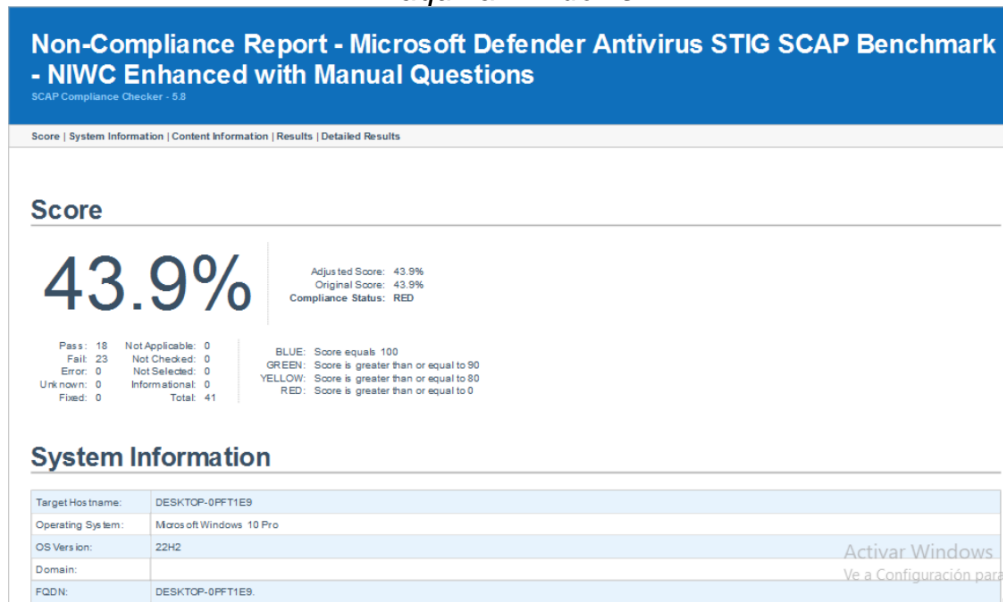 Non-Compliance Report - Microsoft Defender Antivirus STIG SCAP Benchmark
- NIWC Enhanced with Manual Questions
SCAP Compliance Checker - 5.8
Score | System Information | Content Information | Results | Detailed Results
Score
43.9%
Adjusted Score: 43.9%
Original Score: 43.9%
Compliance Status: RED
Pass: 18 Not Applicable: 0
Fail: 23 Not Checked: 0
Error: 0 Not Selected: 0
Unknown: 0 Informational: 0
Fixed: 0 Total: 41
BLUE: Score equals 100
GREEN: Score is greater than or equal to 90
YELLOW: Score is greater than or equal to 80
RED: Score is greater than or equal to 0
System Information
Target Hostname: DESKTOP-0PFT1E9
Operating System: Microsoft Windows 10 Pro
OS Version: 22H2
Domain:
FQDN: DESKTOP-0PFT1E9.
Activar Windows
Ve a Configuración para